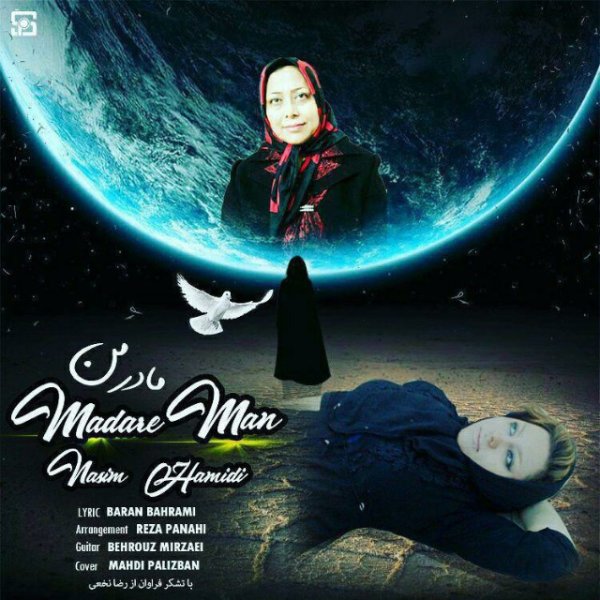 مادر من
Madare Man
Nasim Hamidi
LYRIC BARAN BAHRAMI
Arrangement REZA PANAHI
Guitar BEHROUZ MIRZAEI
Cover MAHDI PALIZBAN
با تشکر فراوان از رضا نخعی